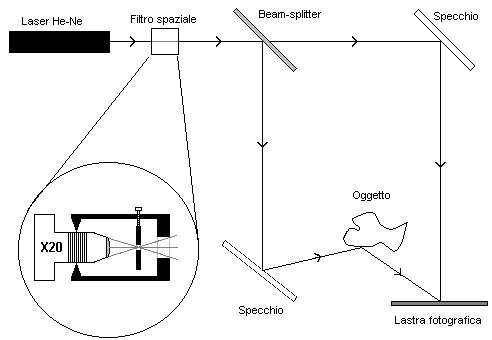 Laser He-Ne
Filtro spaziale
Beam-splitter
Specchio
X20
Oggetto
Specchio
Lastra fotografica